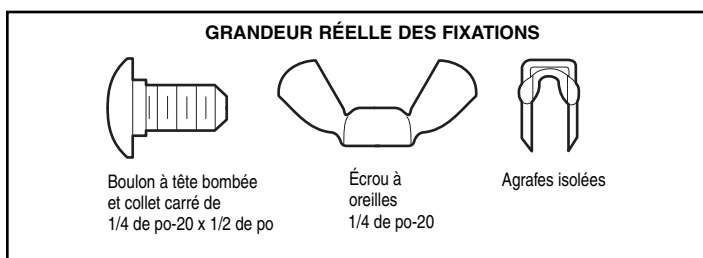 GRANDEUR RÉELLE DES FIXATIONS
Boulon à tête bombée
et collet carré de
1/4 de po-20 x 1/2 de po
Écrou à
oreilles
1/4 de po-20
Agrafes isolées